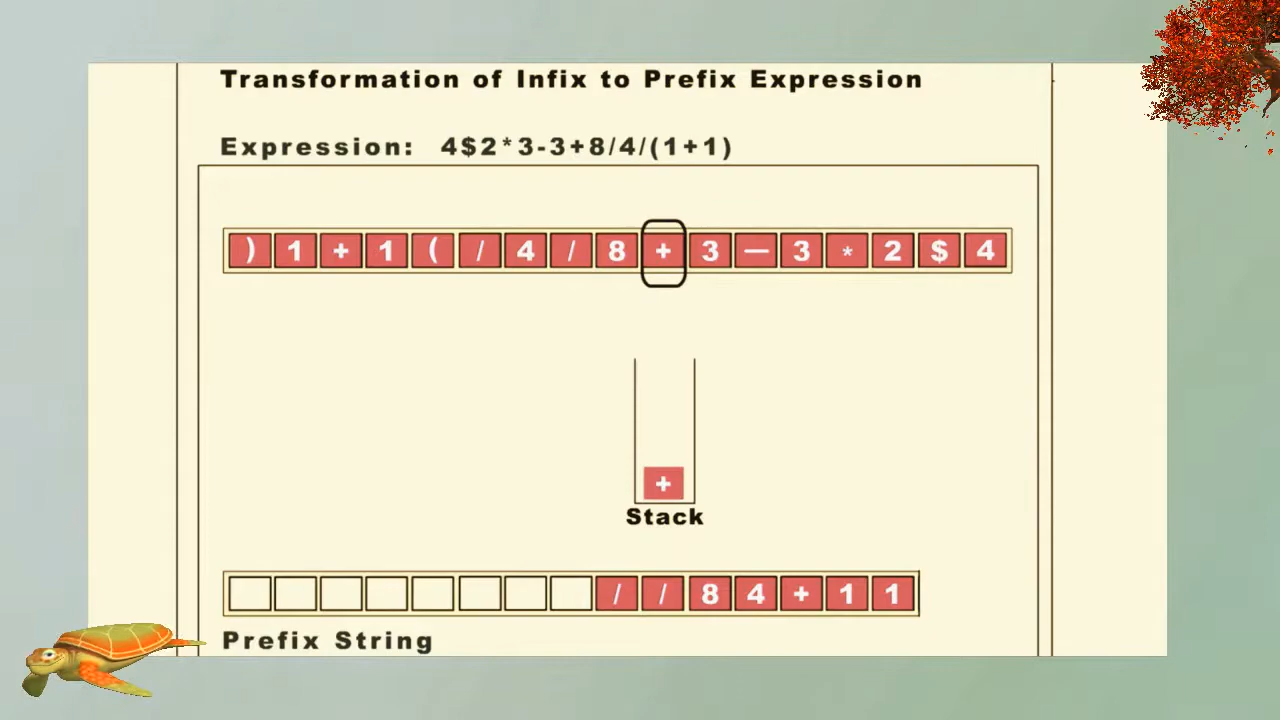 Transformation of Infix to Prefix Expression
Expression: 4$2*3-3+8/4/(1+1)
) 1 + 1 ( / 4 / 8 + 3 — 3 * 2 $ 4
+
Stack
/ / 8 4 + 1 1
Prefix String